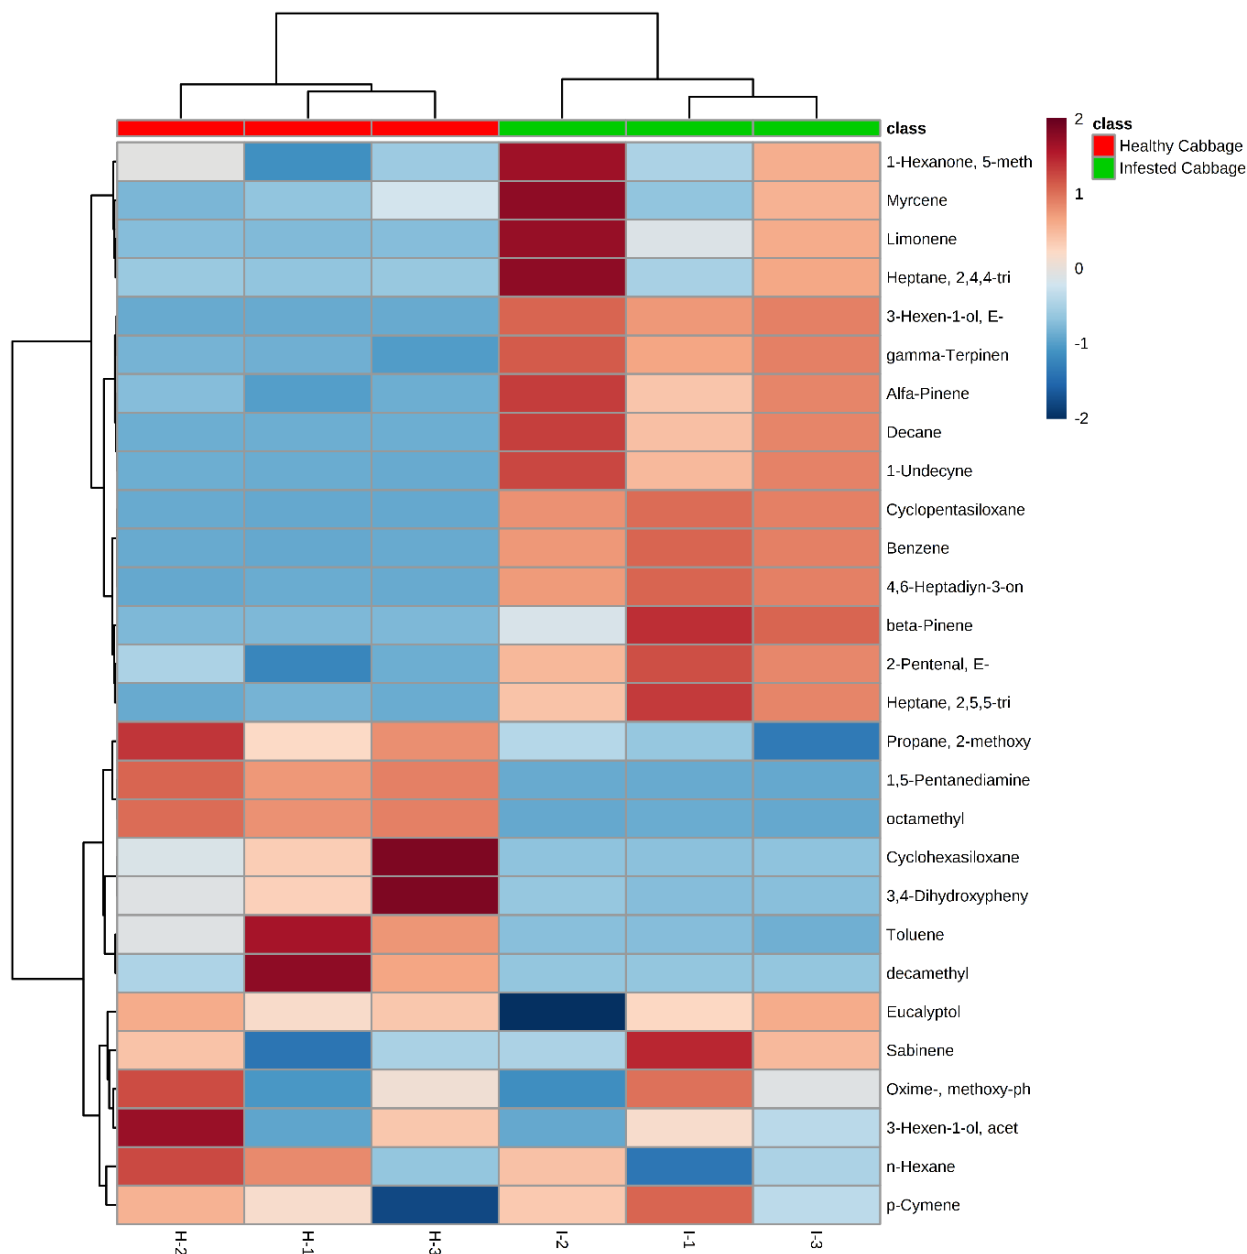 class
1-Hexanone, 5-meth
Myrcene
Limonene
Heptane, 2,4,4-tri
3-Hexen-1-ol, E-
gamma-Terpinen
Alfa-Pinene
Decane
1-Undecyne
Cyclopentasiloxane
Benzene
4,6-Heptadiyn-3-on
beta-Pinene
2-Pentenal, E-
Heptane, 2,5,5-tri
Propane, 2-methoxy
1,5-Pentanediamine
octamethyl
Cyclohexasiloxane
3,4-Dihydroxypheny
Toluene
decamethyl
Eucalyptol
Sabinene
Oxime-, methoxy-ph
3-Hexen-1-ol, acet
n-Hexane
p-Cymene
H-2
H-1
H-3
I-2
I-1
I-3
2
1
0
-1
-2
class
Healthy Cabbage
Infested Cabbage